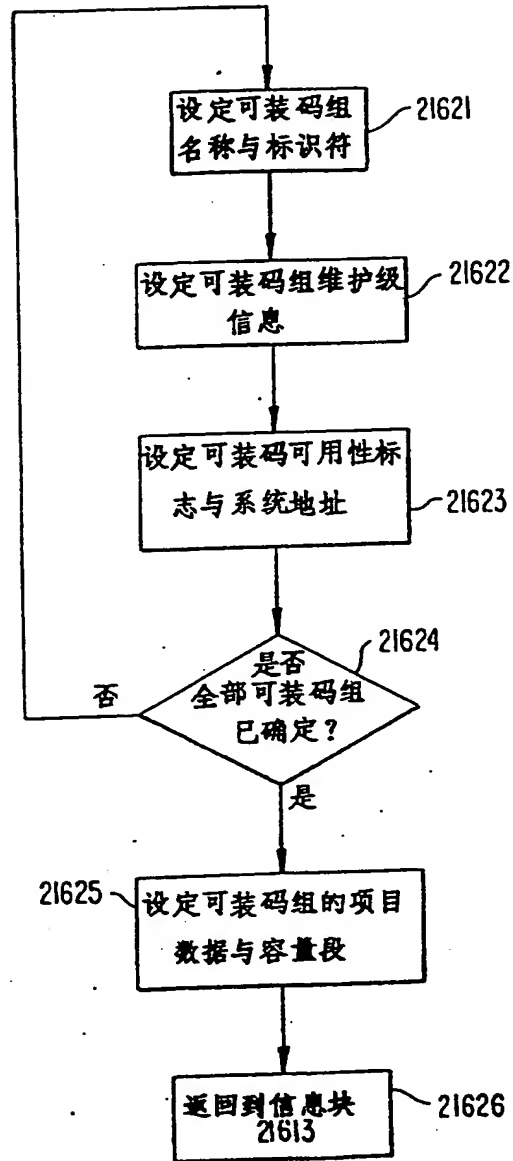 设定可装码组
名称与标识符
21621
设定可装码组维护级
信息
21622
设定可装码可用性标
志与系统地址
21623
21624
是否
全部可装码组
已确定？
否
是
21625
设定可装码组的项目
数据与容量段
返回到信息块
21613
21626